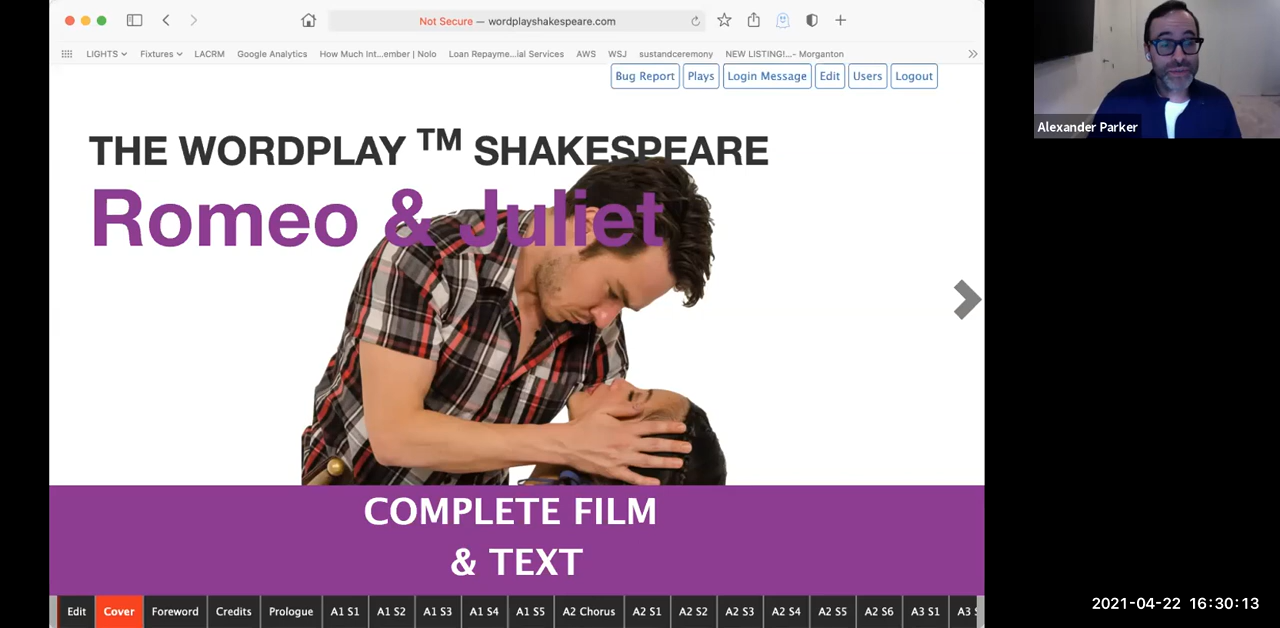 Not Secure — wordplayshakespeare.com
LIGHTS Fixtures LACRM Google Analytics How Much Int...ember | Nolo Loan Repayme...ial Services AWS WSJ sustandceremony NEW LISTING!...- Morganton
Bug Report Plays Login Message Edit Users Logout
THE WORDPLAY TM SHAKESPEARE
Romeo & Juliet
COMPLETE FILM
& TEXT
Edit Cover Foreword Credits Prologue A1 S1 A1 S2 A1 S3 A1 S4 A1 S5 A2 Chorus A2 S1 A2 S2 A2 S3 A2 S4 A2 S5 A2 S6 A3 S1 A3 S
Alexander Parker
2021-04-22 16:30:13